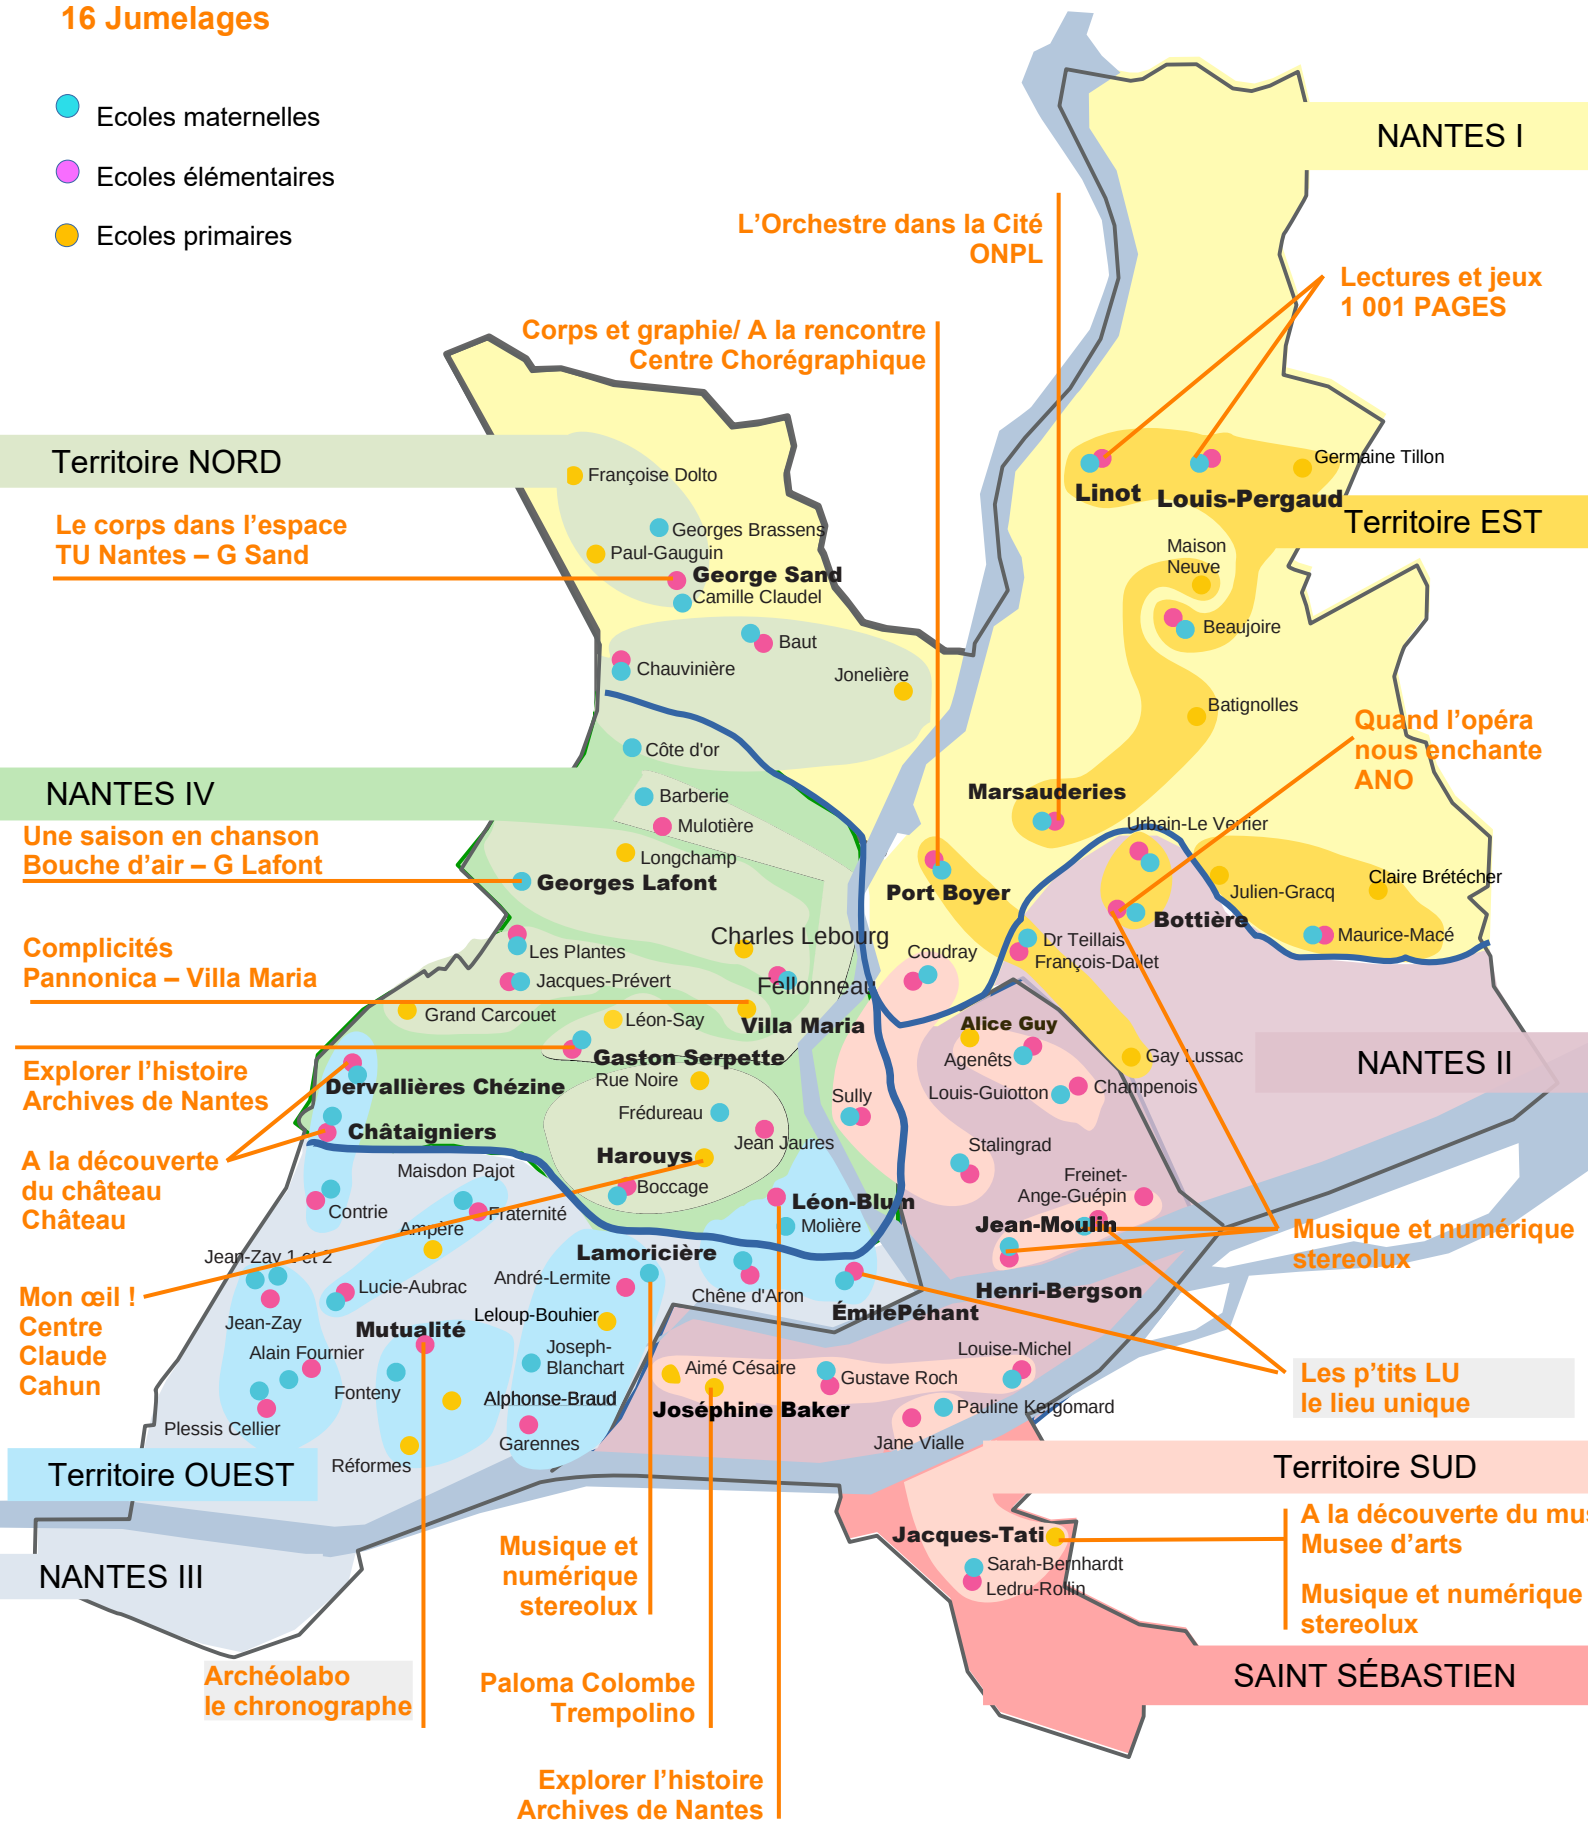 16 Jumelages
Ecoles maternelles
Ecoles élémentaires
Ecoles primaires
NANTES I
L’Orchestre dans la Cité
ONPL
Lectures et jeux
1 001 PAGES
Corps et graphie/ A la rencontre
Centre Chorégraphique
Territoire NORD
Françoise Dolto
Germaine Tillon
Linot
Louis-Pergaud
Territoire EST
Le corps dans l’espace
TU Nantes – G Sand
Georges Brassens
Paul-Gauguin
George Sand
Camille Claudel
Maison
Neuve
Beaujoire
Baut
Chauvinière
Jonelière
Batignolles
Quand l’opéra
nous enchante
ANO
Côte d'or
NANTES IV
Barberie
Mulotière
Longchamp
Marsauderies
Urbain-Le Verrier
Une saison en chanson
Bouche d’air – G Lafont
Georges Lafont
Port Boyer
Julien-Gracq
Claire Brétécher
Bottière
Maurice-Macé
Complicités
Pannonica – Villa Maria
Charles Lebourg
Les Plantes
Coudray
Dr Teillais
François-Dallet
Jacques-Prévert
Fellonneau
Grand Carcouet
Léon-Say
Villa Maria
Alice Guy
Agenêts
Gay Lussac
NANTES II
Explorer l’histoire
Archives de Nantes
Gaston Serpette
Rue Noire
Dervallières Chézine
Louis-Guiotton
Champenois
Frédureau
Sully
Châtaigniers
Jean Jaures
Stalingrad
A la découverte
du château
Château
Maisdon Pajot
Harouys
Boccage
Freinet-
Ange-Guépin
Contrie
Fraternité
Ampère
Léon-Blum
Molière
Jean-Moulin
Musique et numérique
stereolux
Jean-Zay 1 et 2
Lamoricière
André-Lermite
Lucie-Aubrac
Chêne d'Aron
Henri-Bergson
Mon œil !
Centre
Claude
Cahun
ÉmilePéhant
Leloup-Bouhier
Jean-Zay
Mutualité
Alain Fournier
Joseph-
Blanchart
Louise-Michel
Aimé Césaire
Gustave Roch
Les p’tits LU
le lieu unique
Fonteny
Alphonse-Braud
Joséphine Baker
Pauline Kergomard
Plessis Cellier
Garennes
Jane Vialle
Réformes
Territoire OUEST
Territoire SUD
A la découverte du mus
Musee d’arts
Jacques-Tati
Sarah-Bernhardt
Ledru-Rollin
Musique et
numérique
stereolux
NANTES III
Musique et numérique
stereolux
SAINT SÉBASTIEN
Archéolabo
le chronographe
Paloma Colombe
Trempolino
Explorer l’histoire
Archives de Nantes